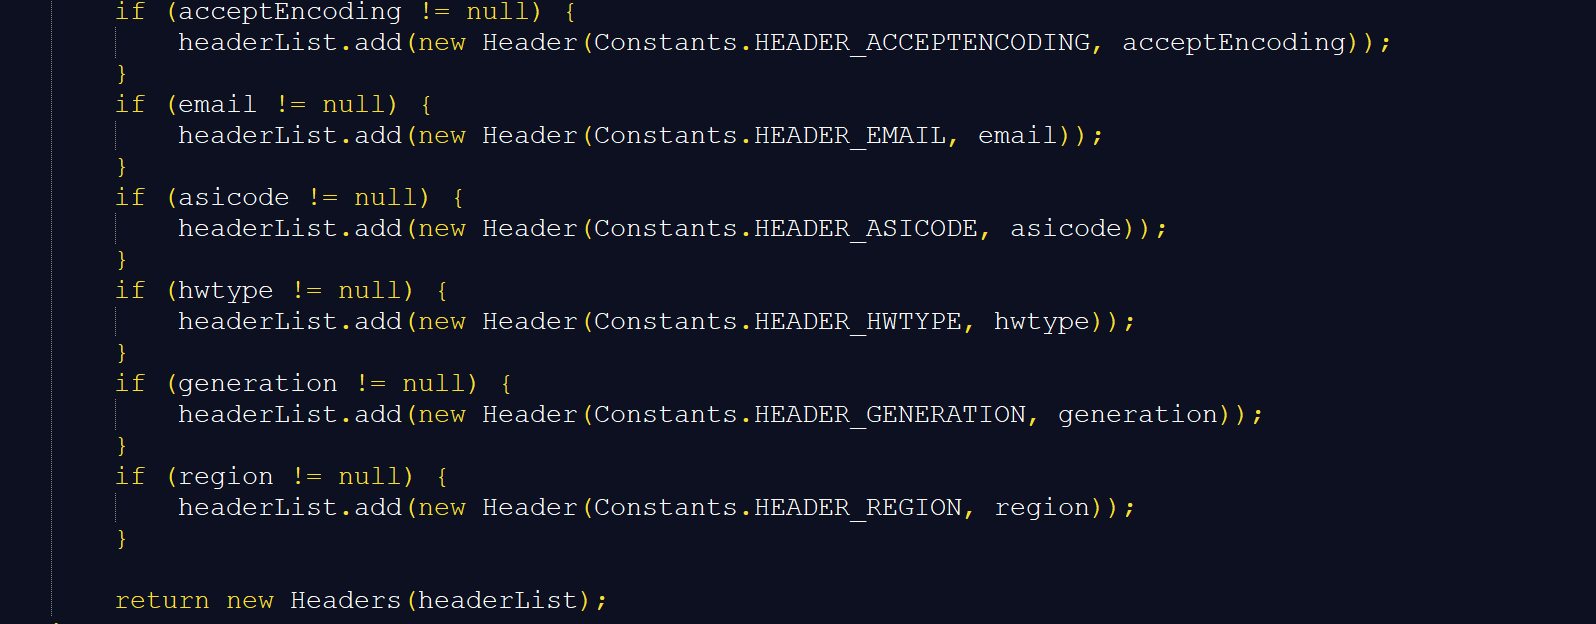 if (acceptEncoding != null) {
headerList.add(new Header(Constants.HEADER_ACCEPTENCODING, acceptEncoding));
}
if (email != null) {
headerList.add(new Header(Constants.HEADER_EMAIL, email));
}
if (asicode != null) {
headerList.add(new Header(Constants.HEADER_ASICODE, asicode));
}
if (hwtype != null) {
headerList.add(new Header(Constants.HEADER_HWTYPE, hwtype));
}
if (generation != null) {
headerList.add(new Header(Constants.HEADER_GENERATION, generation));
}
if (region != null) {
headerList.add(new Header(Constants.HEADER_REGION, region));
}
return new Headers(headerList);